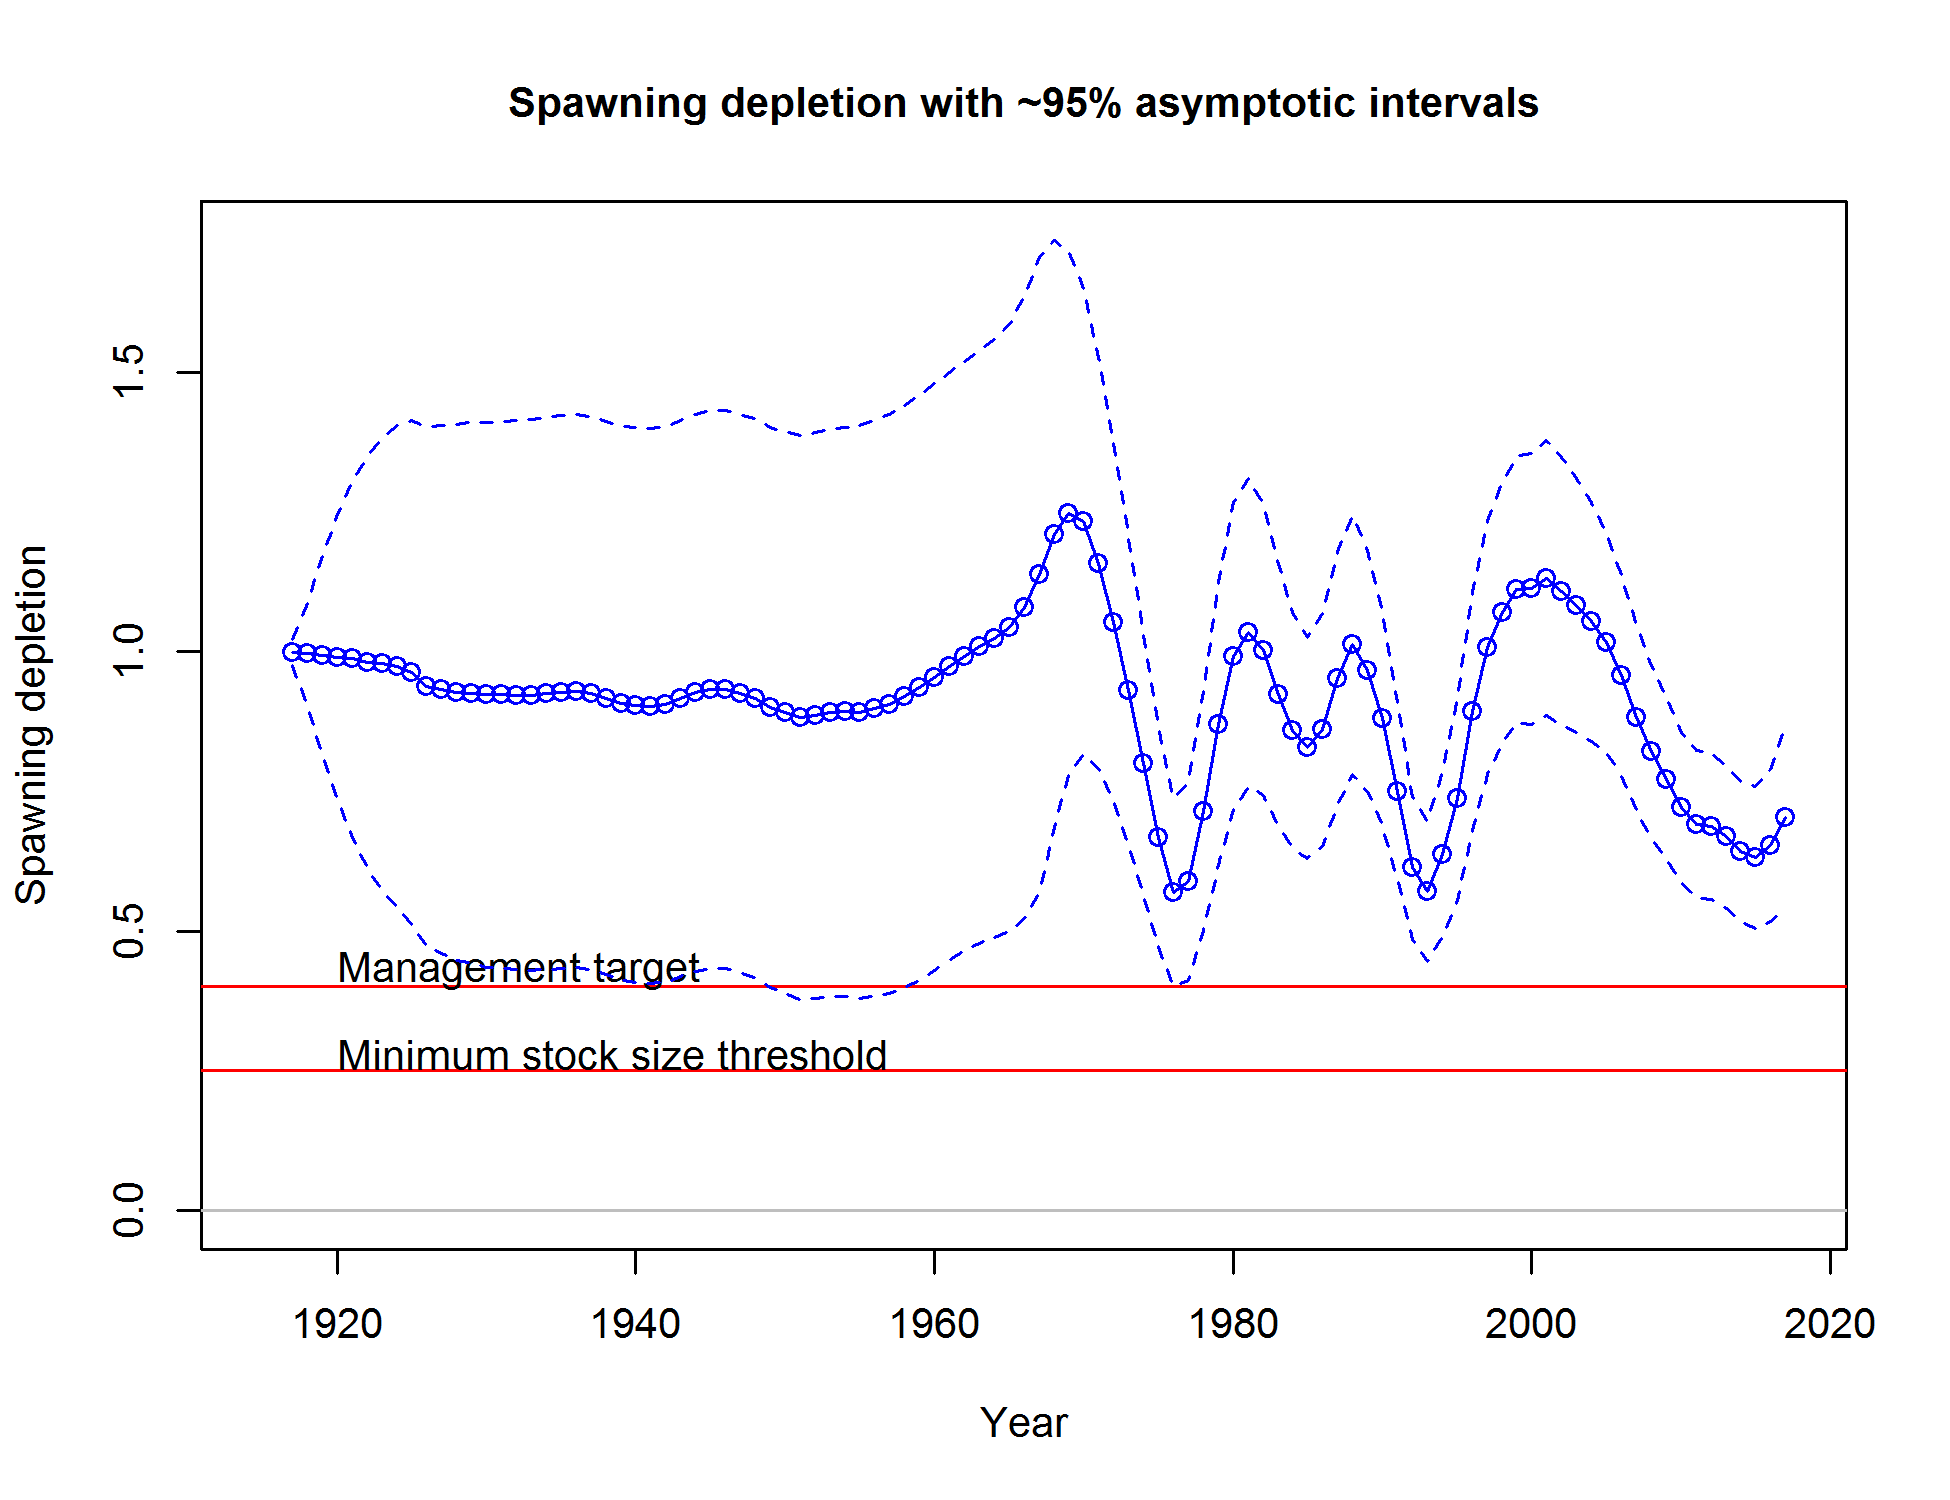 Spawning depletion with ~95% asymptotic intervals
Spawning depletion
1.5
1.0
0.5
0.0
Management target
Minimum stock size threshold
1920
1940
1960
1980
2000
2020
Year